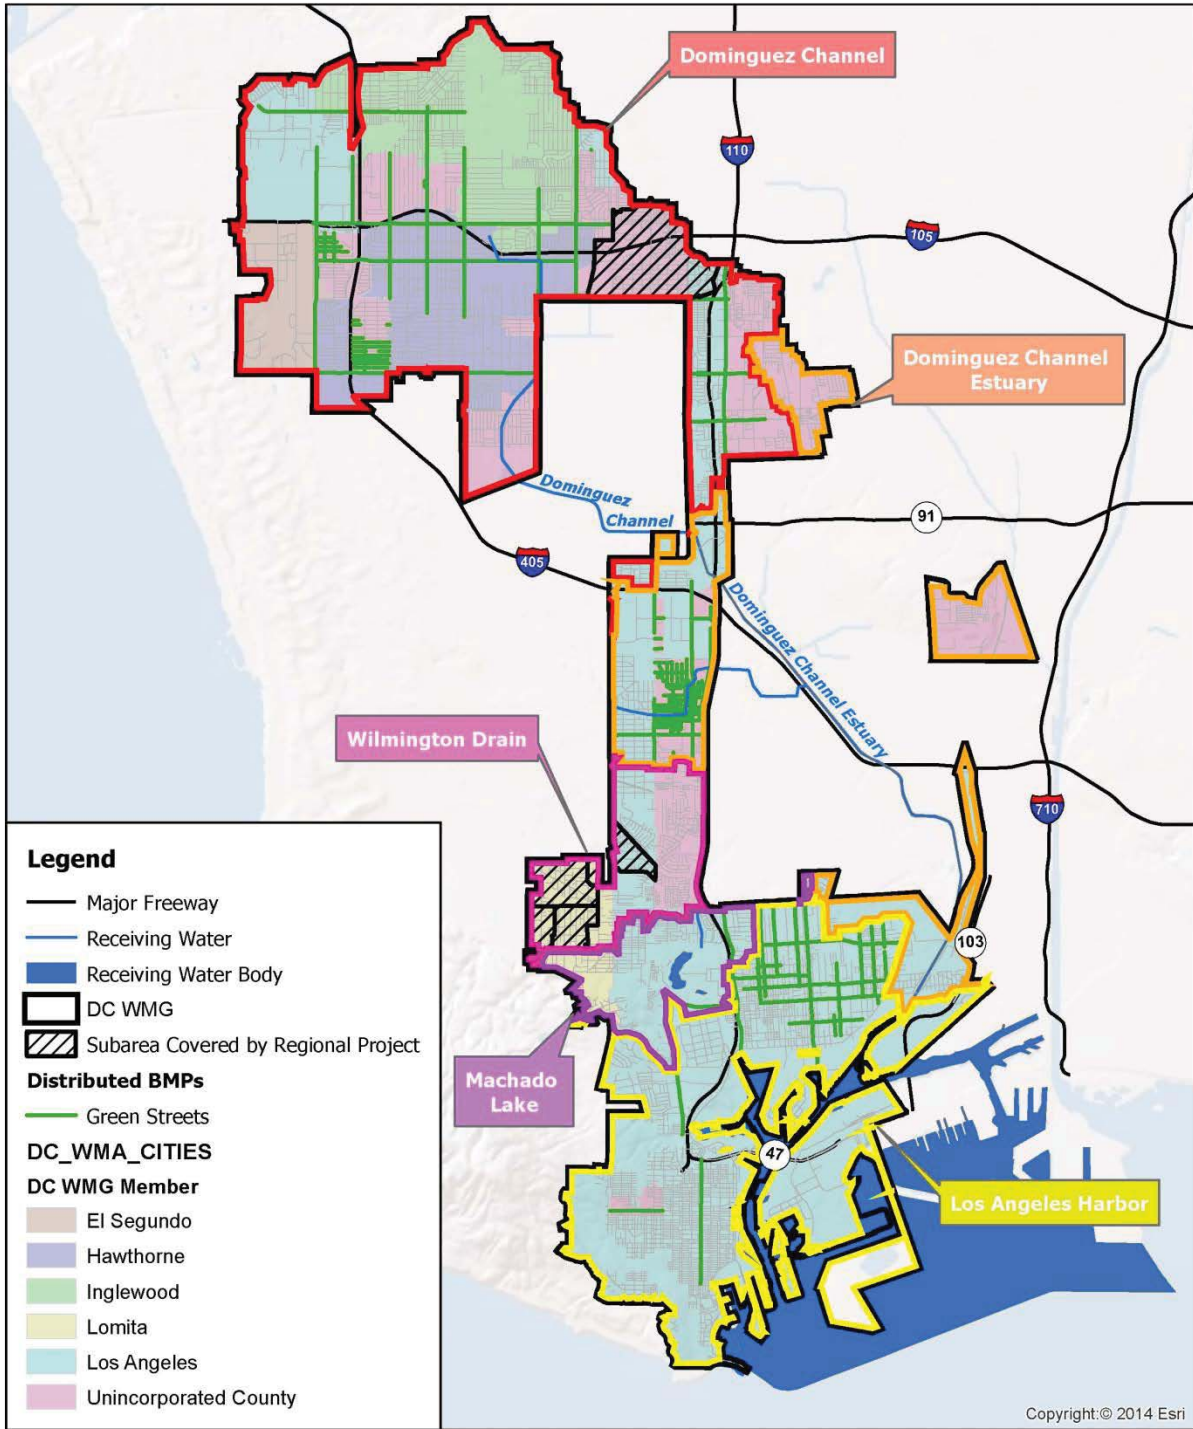 Dominguez Channel
110
105
Dominguez Channel
Estuary
Dominguez
Channel
91
405
Dominguez Channel Estuary
Wilmington Drain
710
103
Machado
Lake
47
Los Angeles Harbor
Legend
Major Freeway
Receiving Water
Receiving Water Body
DC WMG
Subarea Covered by Regional Project
Distributed BMPs
Green Streets
DC_WMA_CITIES
DC WMG Member
El Segundo
Hawthorne
Inglewood
Lomita
Los Angeles
Unincorporated County
Copyright:© 2014 Esri